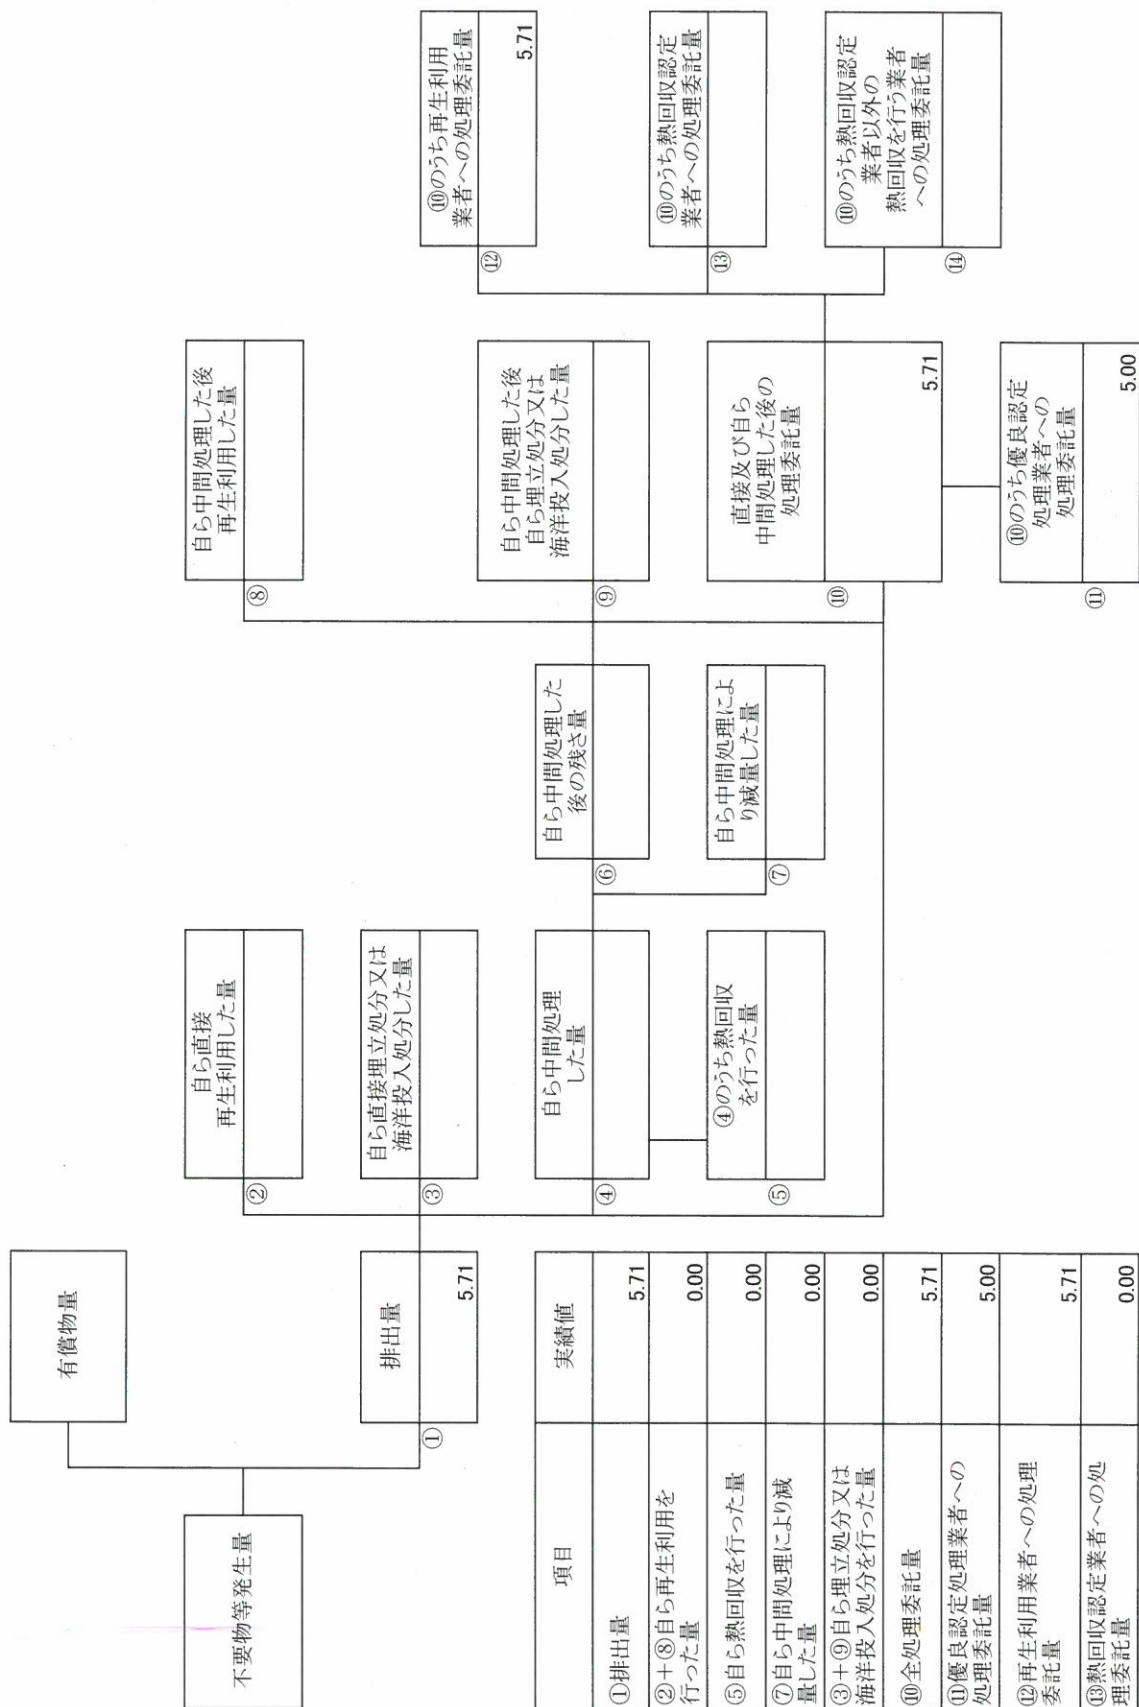 有償物量
不要物等発生量
排出量
①
5.71
自ら直接
再生利用した量
②
自ら直接埋立処分又は
海洋投入処分した量
③
自ら中間処理
した量
④
④のうち熱回収
を行った量
⑤
自ら中間処理した
後の残さ量
⑥
自ら中間処理によ
り減量した量
⑦
自ら中間処理した後
再生利用した量
⑧
自ら中間処理した後
自ら埋立処分又は
海洋投入処分した量
⑨
直接及び自ら
中間処理した後の
処理委託量
⑩
5.71
⑩のうち優良認定
処理業者への
処理委託量
⑪
5.00
⑩のうち再生利用
業者への処理委託量
⑫
5.71
⑩のうち熱回収認定
業者への処理委託量
⑬
⑩のうち熱回収認定
業者以外の
熱回収を行う業者
への処理委託量
⑭
項目 実績値
①排出量 5.71
②+⑧自ら再生利用を
行った量 0.00
⑤自ら熱回収を行った量 0.00
⑦自ら中間処理により減
量した量 0.00
③+⑨自ら埋立処分又は
海洋投入処分を行った量 0.00
⑩全処理委託量 5.71
⑪優良認定処理業者への
処理委託量 5.00
⑫再生利用業者への処理
委託量 5.71
⑬熱回収認定業者への処
理委託量 0.00